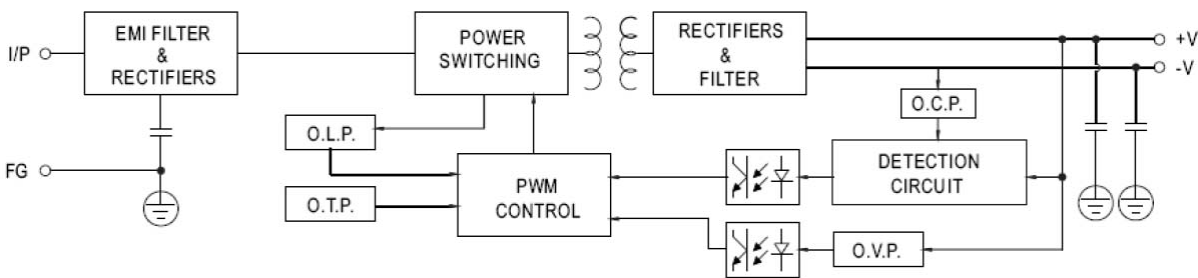 I/P
EMI FILTER
&
RECTIFIERS
POWER
SWITCHING
RECTIFIERS
&
FILTER
+V
-V
O.C.P.
O.L.P.
FG
PWM
CONTROL
DETECTION
CIRCUIT
O.T.P.
O.V.P.